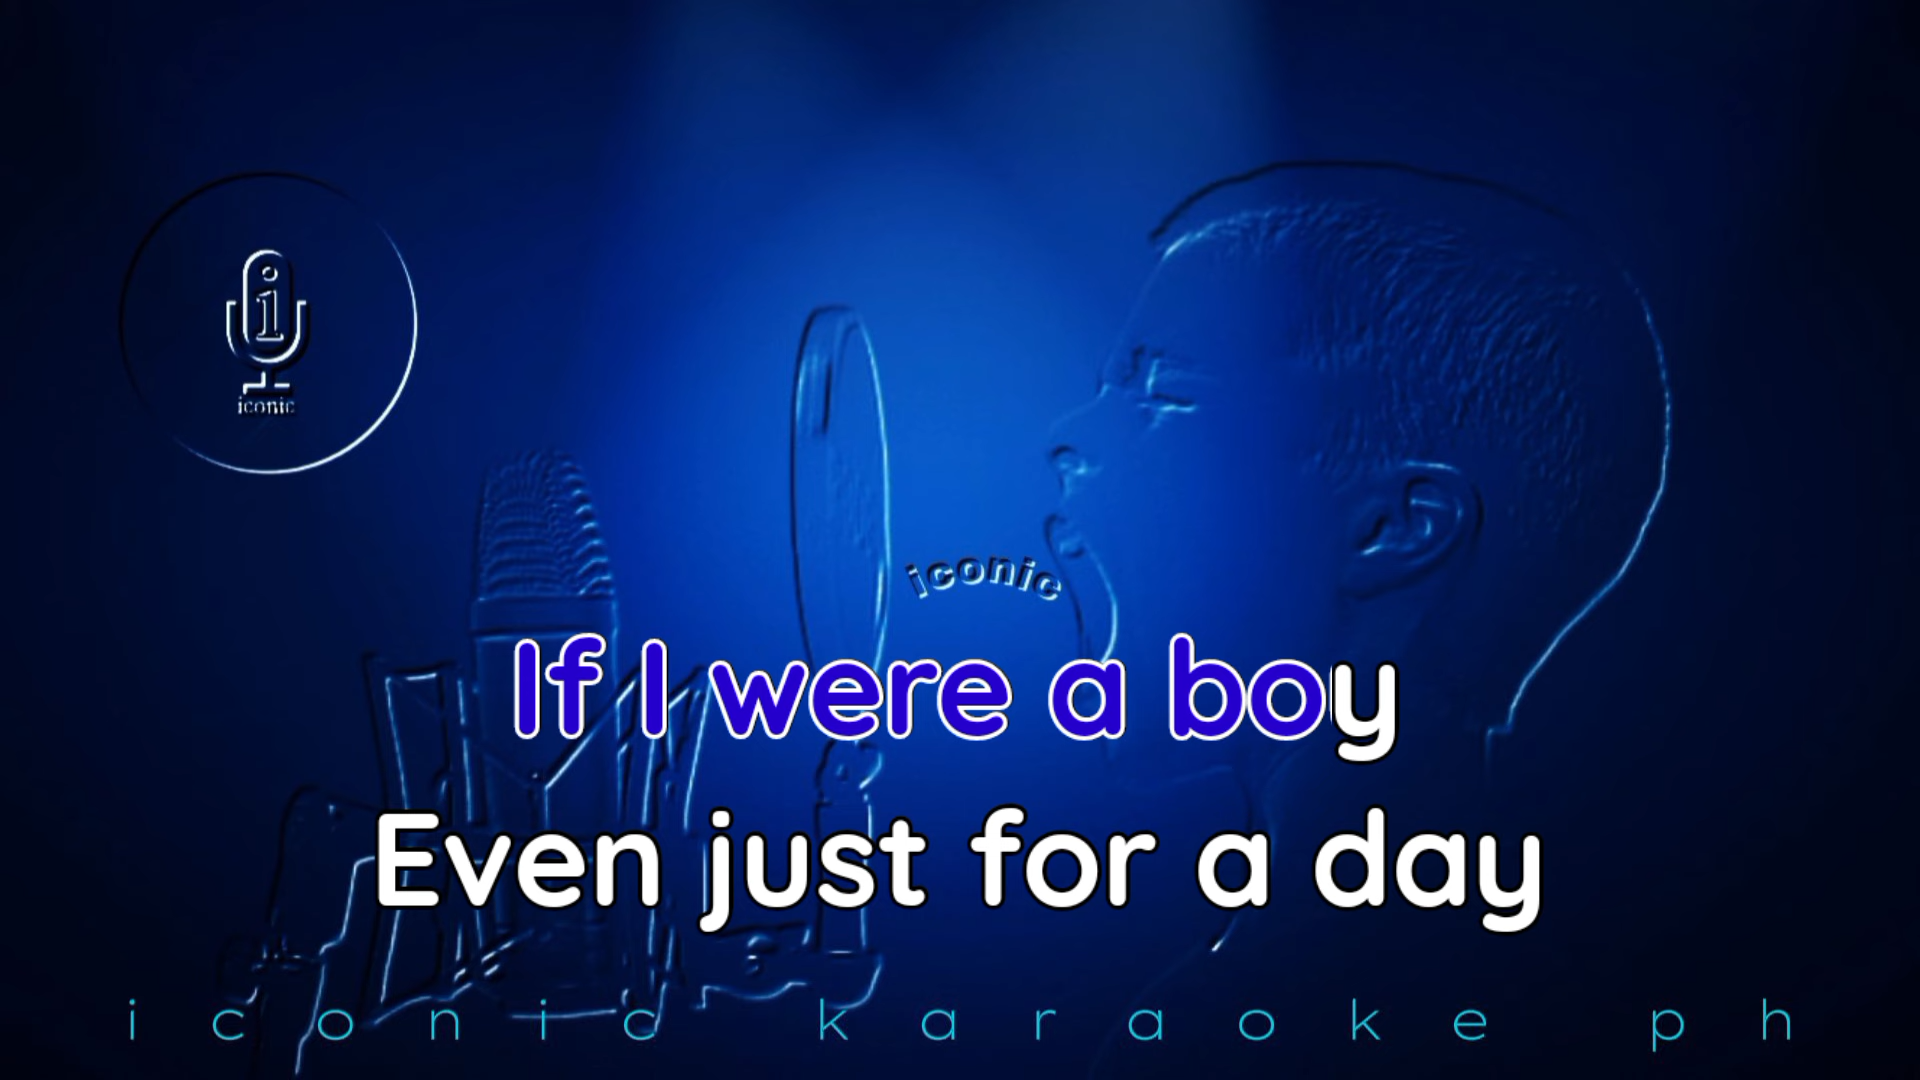 i
iconic
iconic
If I were a boy
Even just for a day
iconic karaoke ph